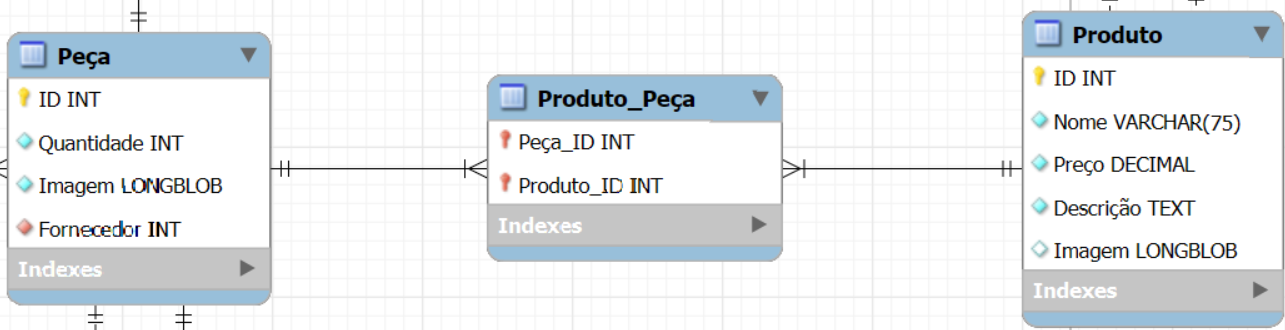 Peça
ID INT
Quantidade INT
Imagem LONGBLOB
Fornecedor INT
Indexes
Produto_Peça
Peça_ID INT
Produto_ID INT
Indexes
Produto
ID INT
Nome VARCHAR(75)
Preço DECIMAL
Descrição TEXT
Imagem LONGBLOB
Indexes